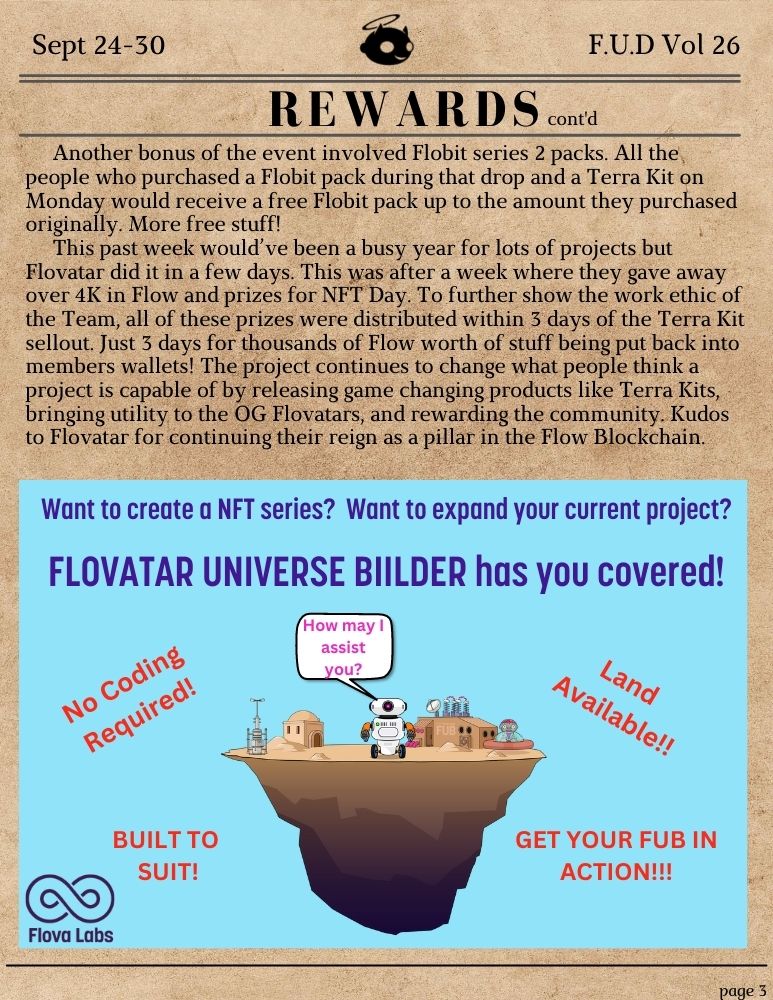 Sept 24-30
F.U.D Vol 26
REWARDS cont'd
Another bonus of the event involved Flobit series 2 packs. All the
people who purchased a Flobit pack during that drop and a Terra Kit on
Monday would receive a free Flobit pack up to the amount they purchased
originally. More free stuff!
This past week would’ve been a busy year for lots of projects but
Flovatar did it in a few days. This was after a week where they gave away
over 4K in Flow and prizes for NFT Day. To further show the work ethic of
the Team, all of these prizes were distributed within 3 days of the Terra Kit
sellout. Just 3 days for thousands of Flow worth of stuff being put back into
members wallets! The project continues to change what people think a
project is capable of by releasing game changing products like Terra Kits,
bringing utility to the OG Flovatars, and rewarding the community. Kudos
to Flovatar for continuing their reign as a pillar in the Flow Blockchain.
Want to create a NFT series? Want to expand your current project?
FLOVATAR UNIVERSE BIILDER has you covered!
How may I
assist
you?
No Coding
Required!
Land
Available!!
FUB
BUILT TO
SUIT!
GET YOUR FUB IN
ACTION!!!
Flova Labs
page 3